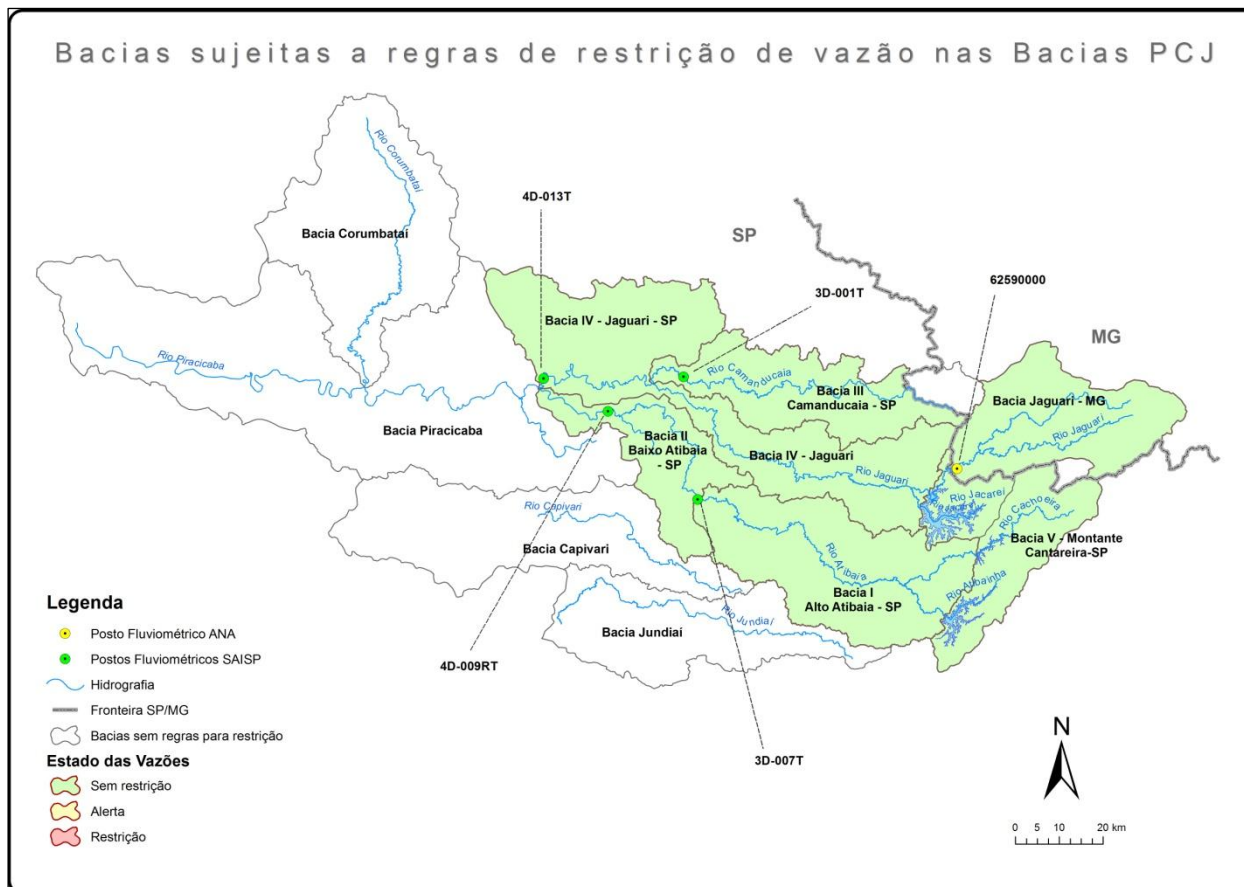 Bacias sujeitas a regras de restrição de vazão nas Bacias PCJ
Rio Corumbataí
4D-013T
Bacia Corumbataí
SP
3D-001T
62590000
Bacia IV - Jaguari - SP
MG
Rio Piracicaba
Rio Camanducaia
Bacia III
Camanducaia - SP
Bacia Jaguari - MG
Rio Jaguari
Bacia Piracicaba
Bacia II
Baixo Atibaia
- SP
Bacia IV - Jaguari
Rio Jaguari
Rio Jacareí
Rio Cachoeira
Rio Capivari
Bacia V - Montante
Cantareira-SP
Bacia Capivari
Rio Atibaia
Rio Atibainha
Bacia I
Alto Atibaia - SP
Rio Jundiaí
Bacia Jundiaí
4D-009RT
3D-007T
Legenda
Posto Fluviométrico ANA
Postos Fluviométricos SAISP
Hidrografia
Fronteira SP/MG
Bacias sem regras para restrição
Estado das Vazões
Sem restrição
Alerta
Restrição
N
0 5 10 20 km